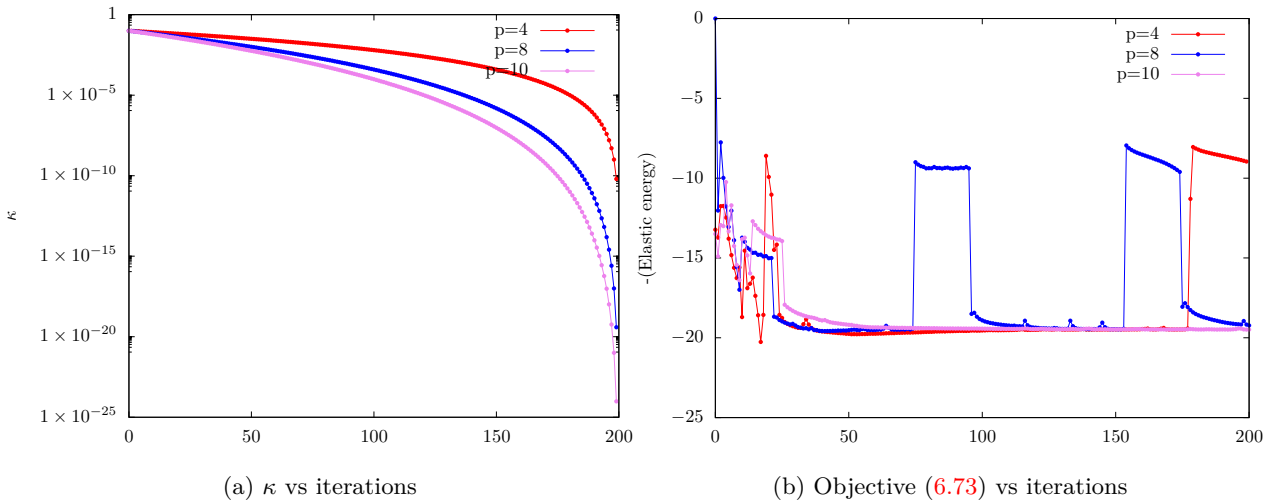 1
1 × 10^−5
1 × 10^−10
1 × 10^−15
1 × 10^−20
1 × 10^−25
0
50
100
150
200
κ
p=4
p=8
p=10
(a) κ vs iterations
0
−5
−10
−15
−20
−25
0
50
100
150
200
-(Elastic energy)
p=4
p=8
p=10
(b) Objective (6.73) vs iterations